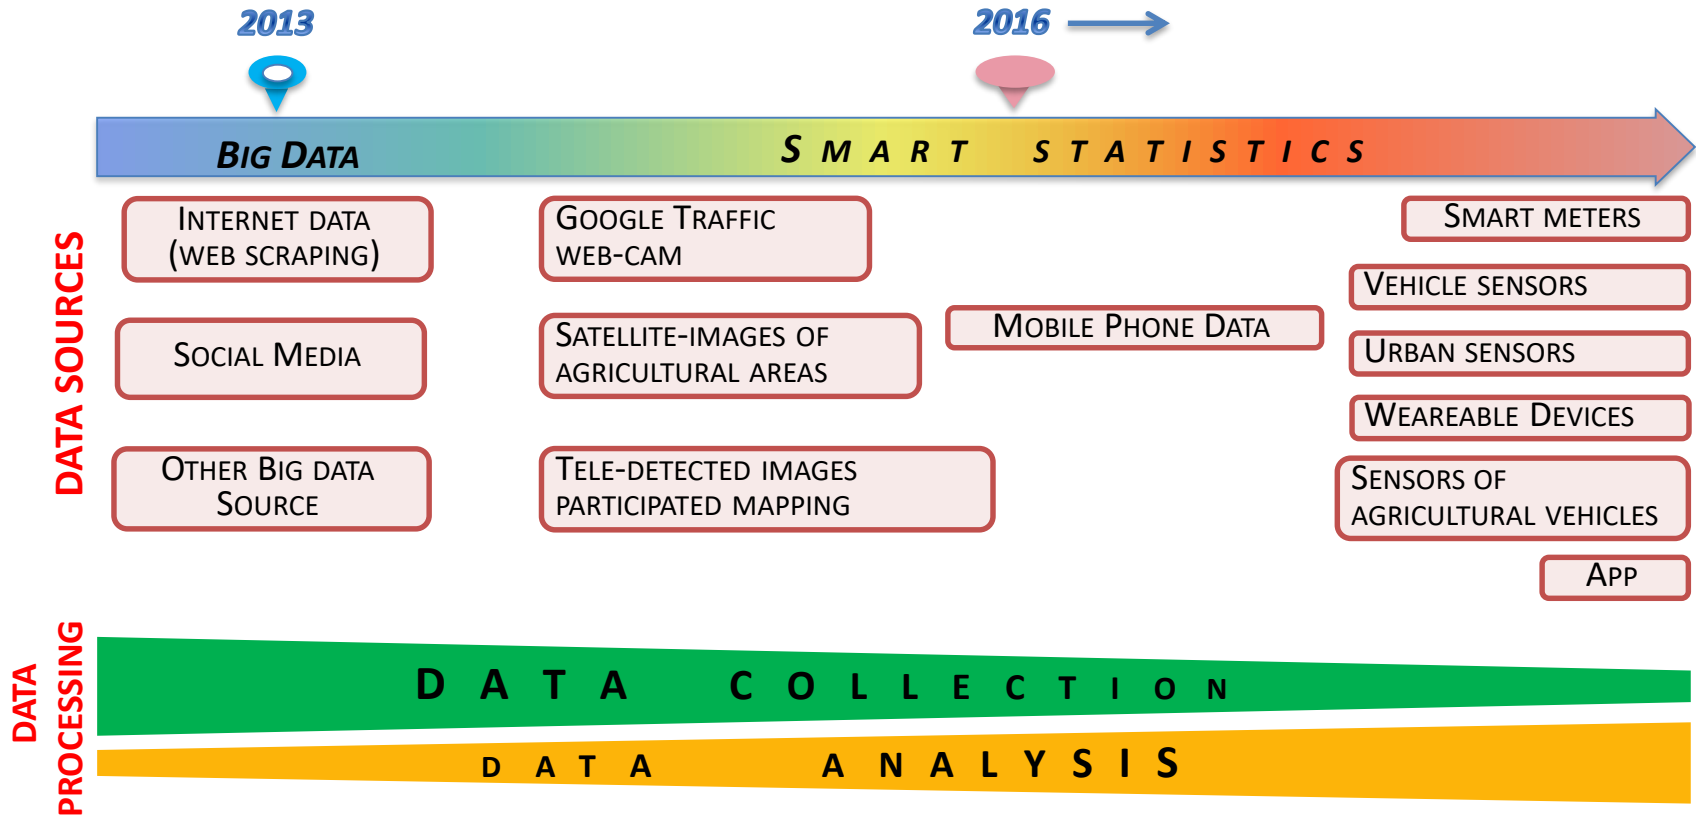 2013
2016
BIG DATA
SMART STATISTICS
DATA SOURCES
INTERNET DATA
(WEB SCRAPING)
SOCIAL MEDIA
OTHER BIG DATA
SOURCE
GOOGLE TRAFFIC
WEB-CAM
SATELLITE-IMAGES OF
AGRICULTURAL AREAS
TELE-DETECTED IMAGES
PARTICIPATED MAPPING
MOBILE PHONE DATA
SMART METERS
VEHICLE SENSORS
URBAN SENSORS
WEAREABLE DEVICES
SENSORS OF
AGRICULTURAL VEHICLES
APP
DATA
PROCESSING
DATA COLLECTION
DATA ANALYSIS